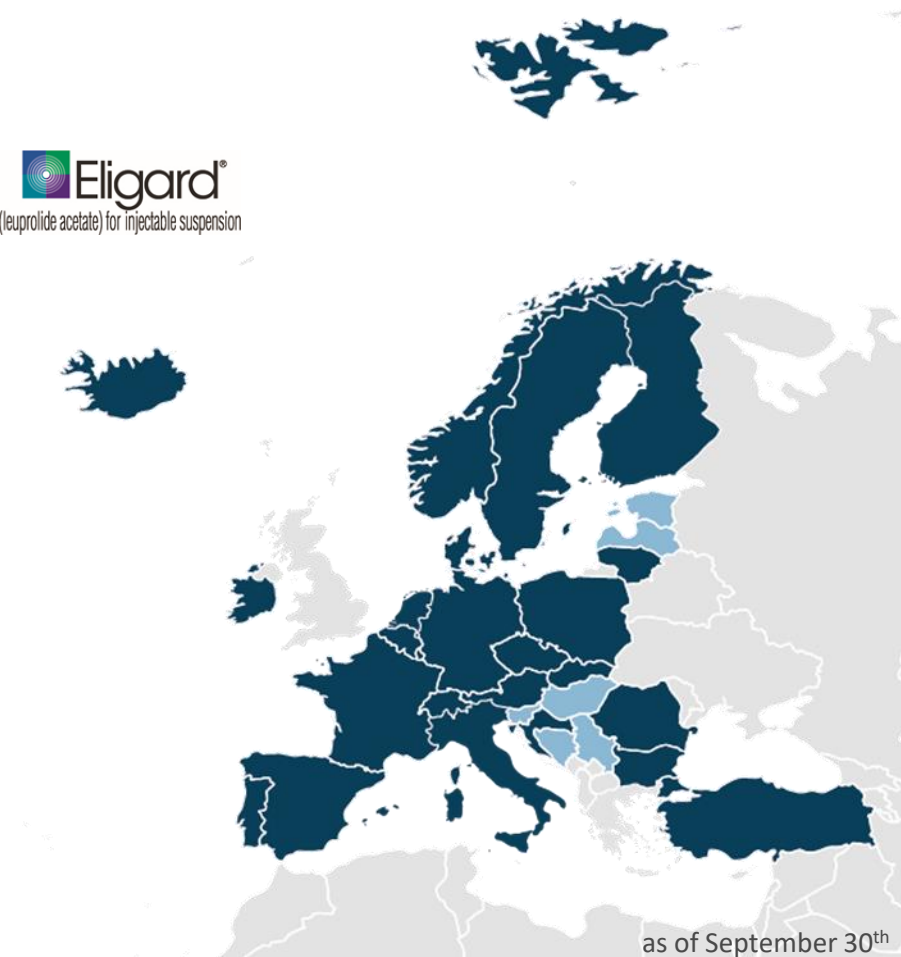 Eligard®
(leuprolide acetate) for injectable suspension
as of September 30th